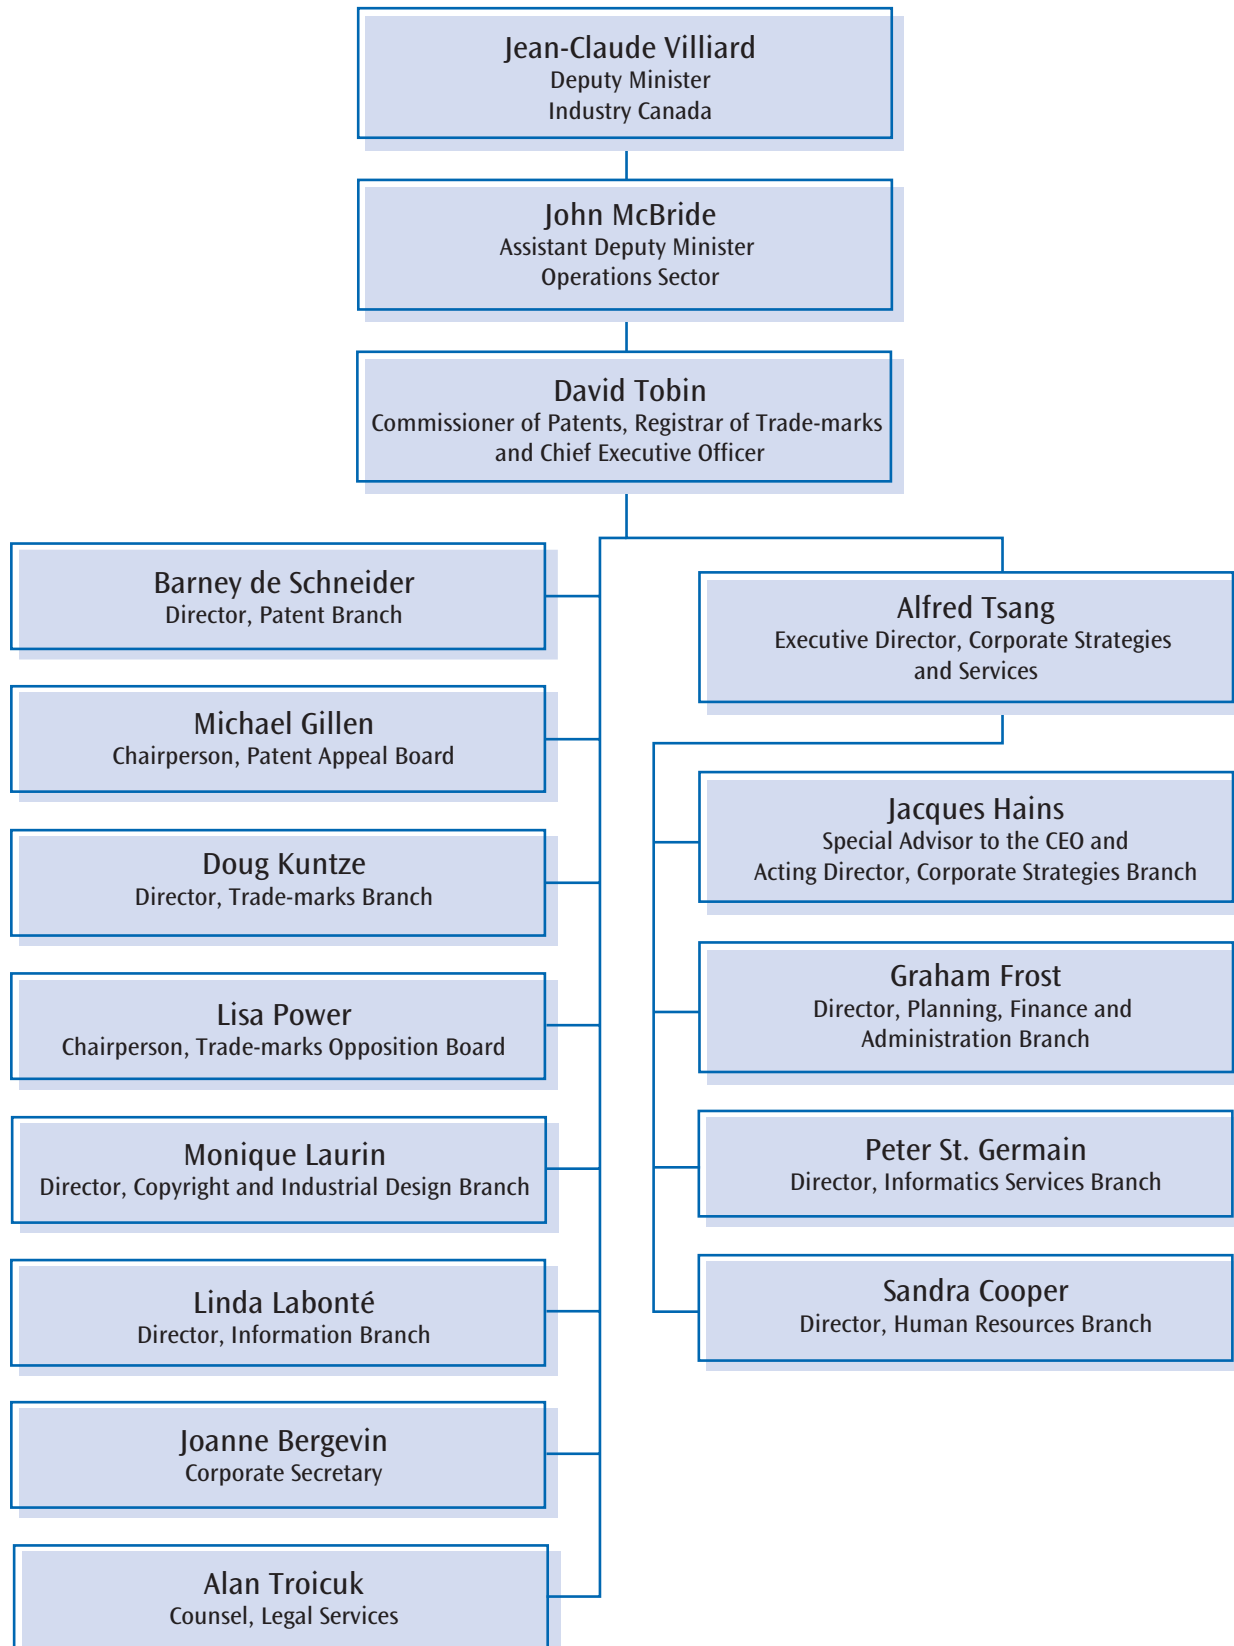 Jean-Claude Villiard
Deputy Minister
Industry Canada
John McBride
Assistant Deputy Minister
Operations Sector
David Tobin
Commissioner of Patents, Registrar of Trade-marks
and Chief Executive Officer
Barney de Schneider
Director, Patent Branch
Michael Gillen
Chairperson, Patent Appeal Board
Doug Kuntze
Director, Trade-marks Branch
Lisa Power
Chairperson, Trade-marks Opposition Board
Monique Laurin
Director, Copyright and Industrial Design Branch
Linda Labonté
Director, Information Branch
Joanne Bergevin
Corporate Secretary
Alan Troicuk
Counsel, Legal Services
Alfred Tsang
Executive Director, Corporate Strategies
and Services
Jacques Hains
Special Advisor to the CEO and
Acting Director, Corporate Strategies Branch
Graham Frost
Director, Planning, Finance and
Administration Branch
Peter St. Germain
Director, Informatics Services Branch
Sandra Cooper
Director, Human Resources Branch